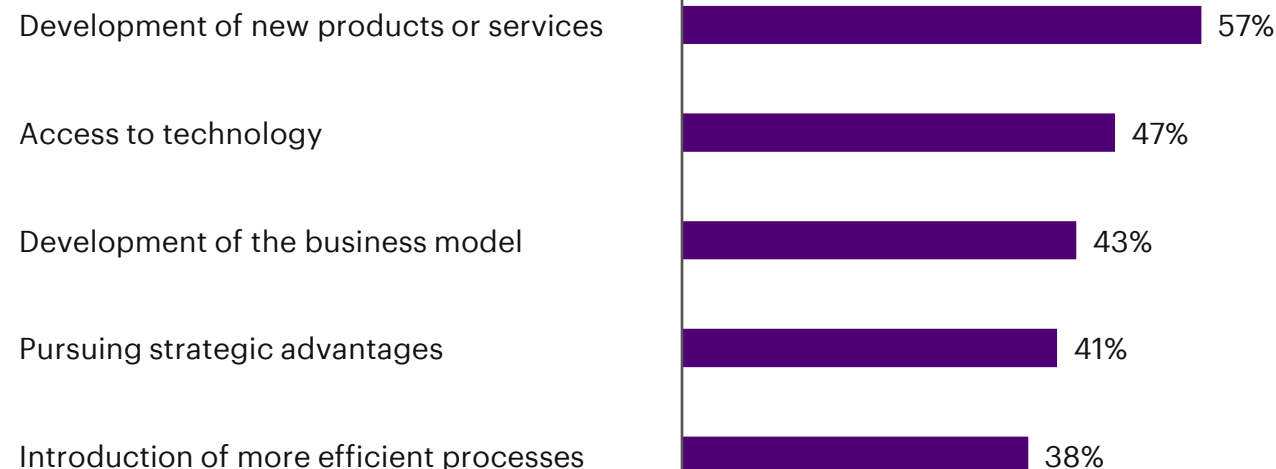 Development of new products or services 57%
Access to technology 47%
Development of the business model 43%
Pursuing strategic advantages 41%
Introduction of more efficient processes 38%